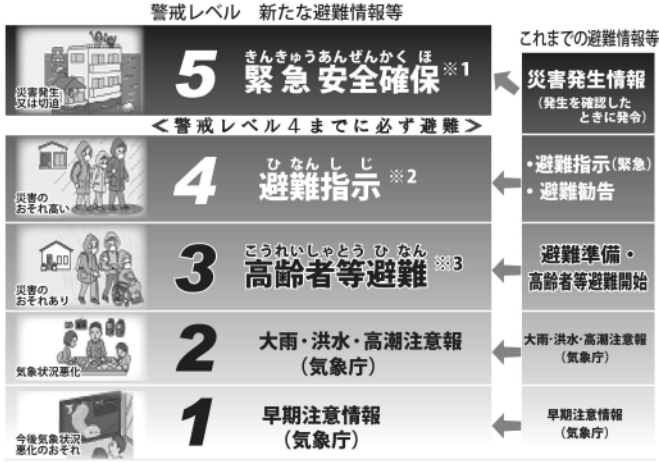 警戒レベル 新たな避難情報等
これまでの避難情報等
災害発生
又は切迫
5
きんきゅうあんぜんかくほ
緊急安全確保※1
災害発生情報
(発生を確認した
ときに発令)
≪警戒レベル4までに必ず避難≫
災害の
おそれ高い
4
ひなんしじ
避難指示※2
・避難指示(緊急)
・避難勧告
災害の
おそれあり
3
こうれいしゃとうひなん
高齢者等避難※3
避難準備・
高齢者等避難開始
気象状況悪化
2
大雨・洪水・高潮注意報
(気象庁)
大雨・洪水・高潮注意報
(気象庁)
今後気象状況
悪化のおそれ
1
早期注意情報
(気象庁)
早期注意情報
(気象庁)